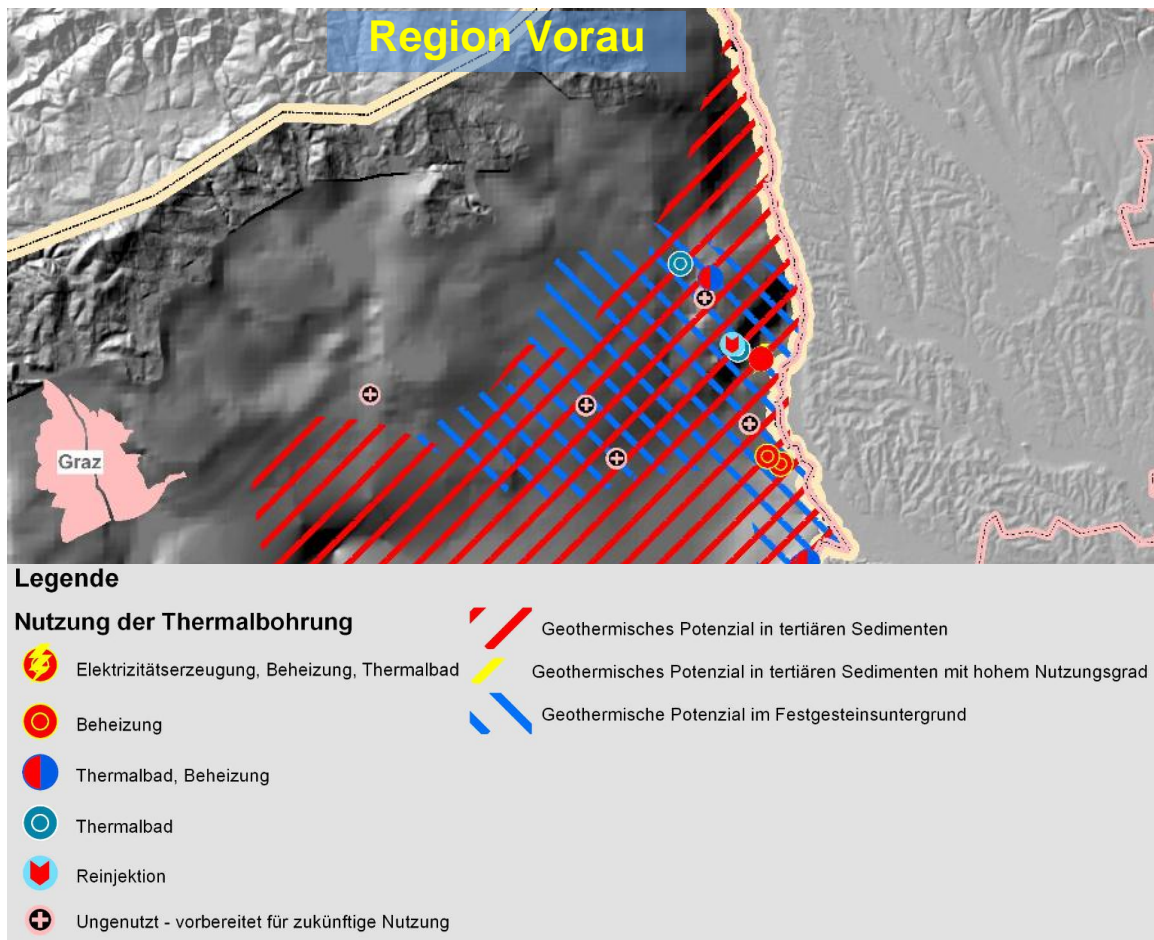 Region Vorau
Graz
Legende
Nutzung der Thermalbohrung
Elektrizitätserzeugung, Beheizung, Thermalbad
Beheizung
Thermalbad, Beheizung
Thermalbad
Reinjektion
Ungenutzt - vorbereitet für zukünftige Nutzung
Geothermisches Potenzial in tertiären Sedimenten
Geothermisches Potenzial in tertiären Sedimenten mit hohem Nutzungsgrad
Geothermische Potenzial im Festgesteinsuntergrund